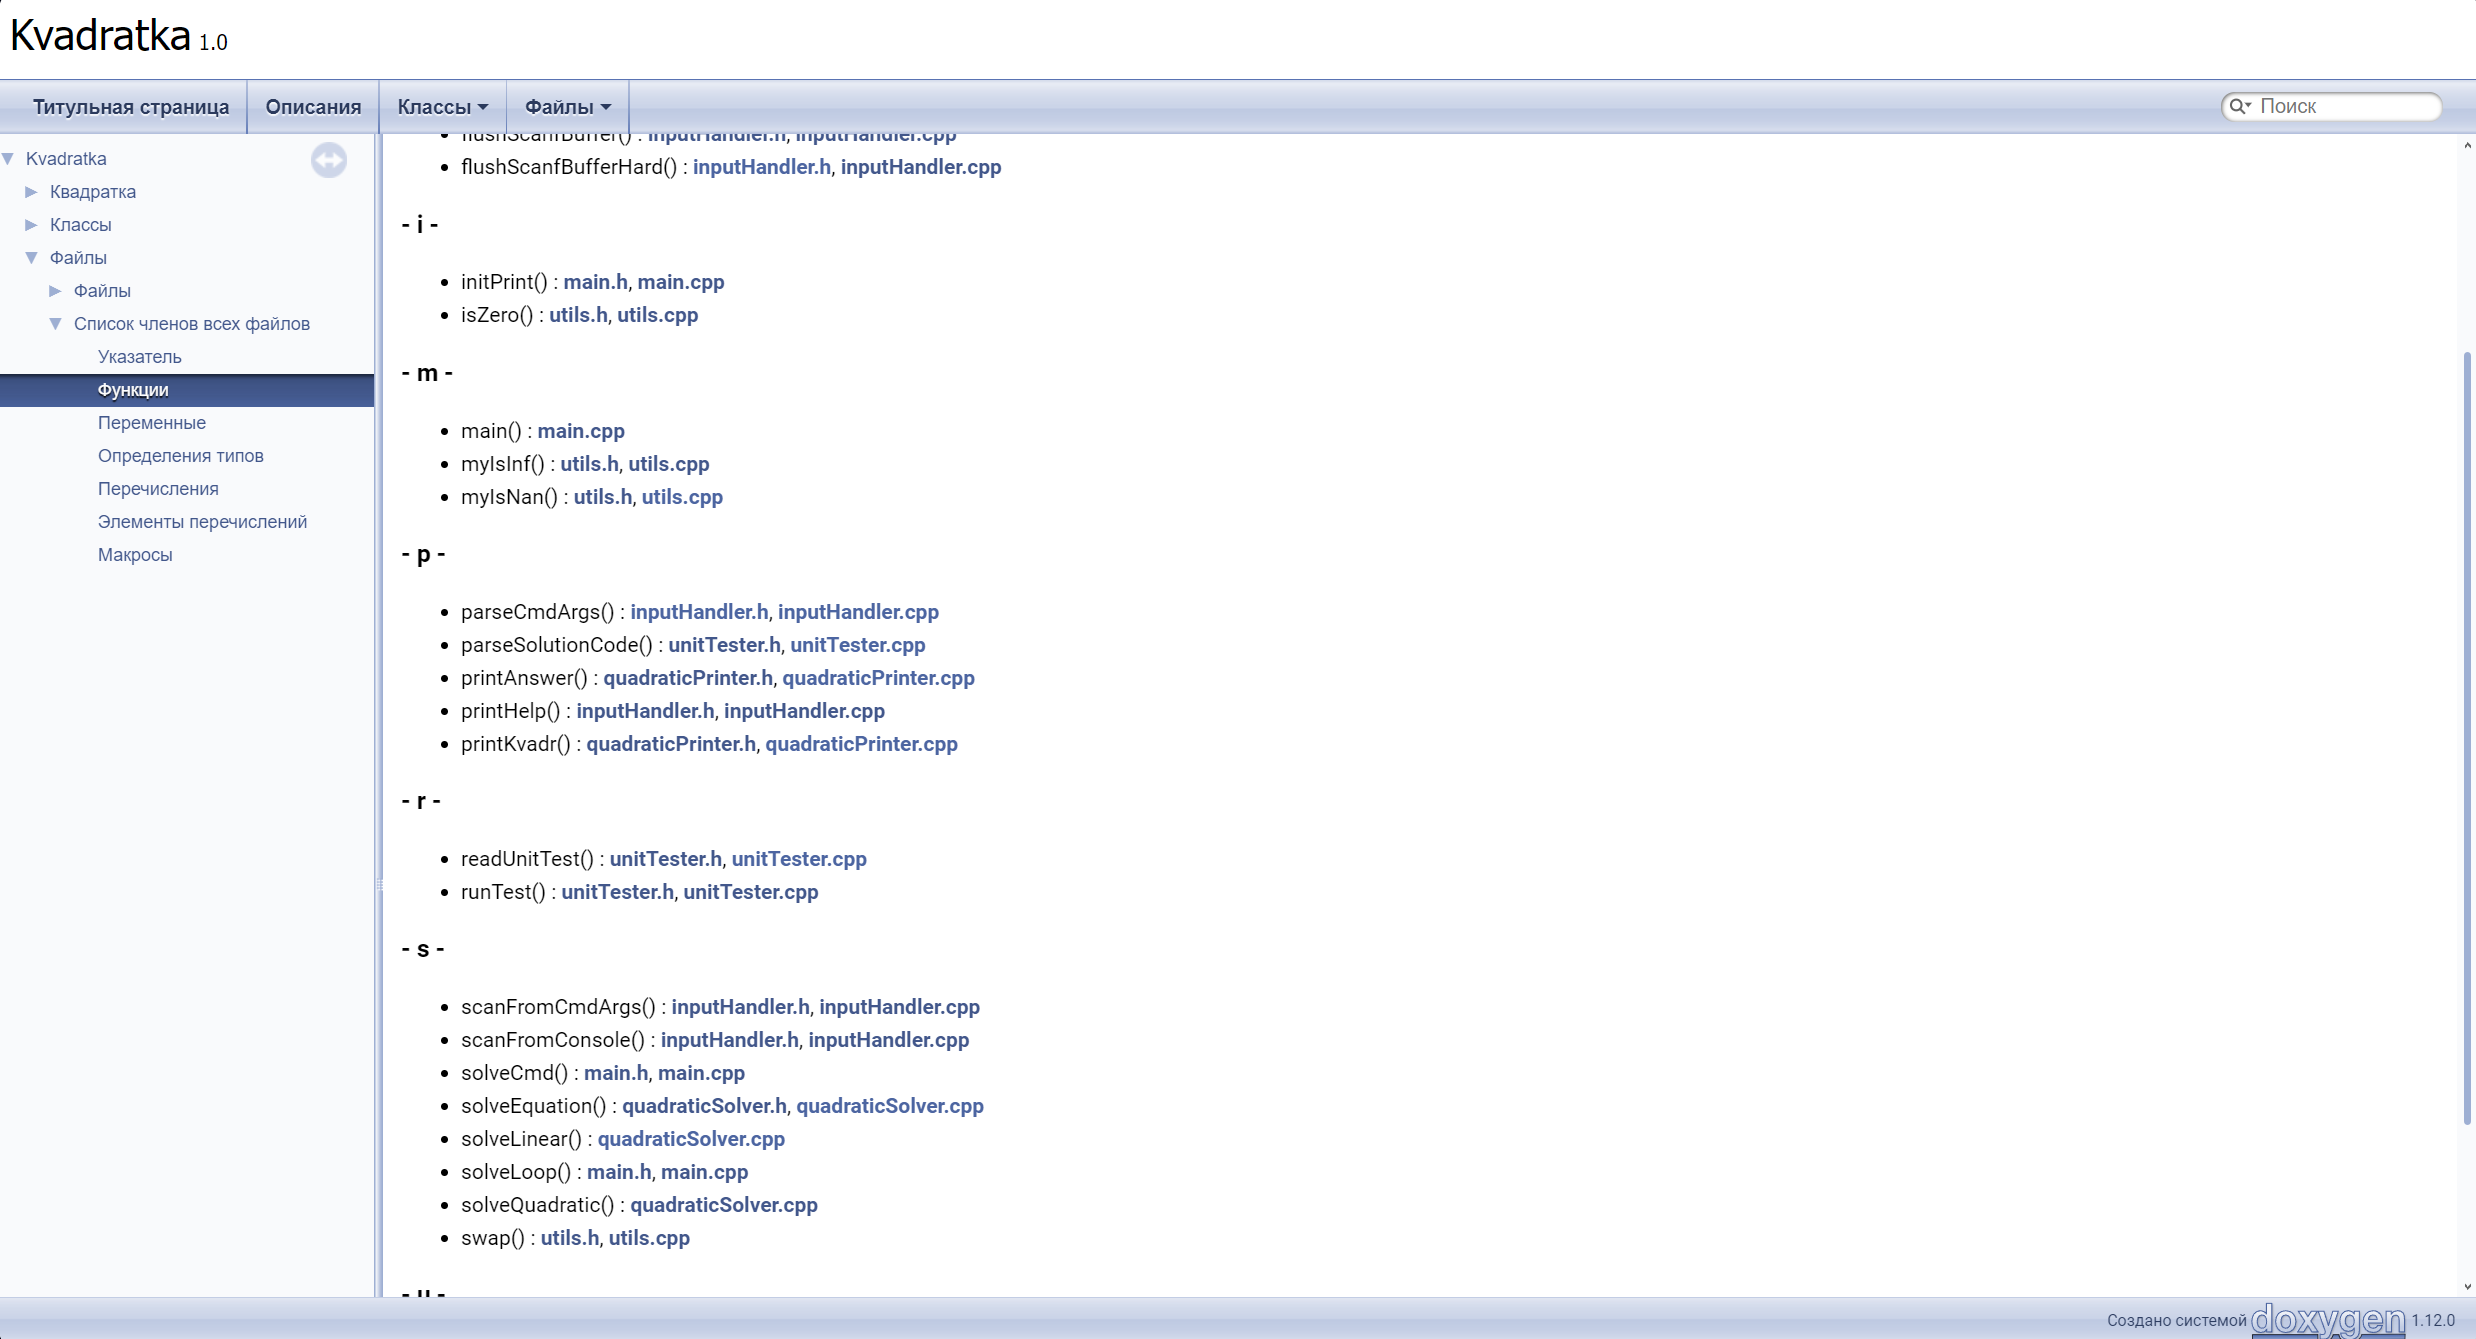 Kvadratka 1.0
Титульная страница Описания Классы Файлы Поиск
Kvadratka
Квадратка
Классы
Файлы
Файлы
Список членов всех файлов
Указатель
Функции
Переменные
Определения типов
Перечисления
Элементы перечислений
Макросы
flushScanfBuffer() : inputHandler.h, inputHandler.cpp
flushScanfBufferHard() : inputHandler.h, inputHandler.cpp
- i -
initPrint() : main.h, main.cpp
isZero() : utils.h, utils.cpp
- m -
main() : main.cpp
myIsInf() : utils.h, utils.cpp
myIsNan() : utils.h, utils.cpp
- p -
parseCmdArgs() : inputHandler.h, inputHandler.cpp
parseSolutionCode() : unitTester.h, unitTester.cpp
printAnswer() : quadraticPrinter.h, quadraticPrinter.cpp
printHelp() : inputHandler.h, inputHandler.cpp
printKvadr() : quadraticPrinter.h, quadraticPrinter.cpp
- r -
readUnitTest() : unitTester.h, unitTester.cpp
runTest() : unitTester.h, unitTester.cpp
- s -
scanFromCmdArgs() : inputHandler.h, inputHandler.cpp
scanFromConsole() : inputHandler.h, inputHandler.cpp
solveCmd() : main.h, main.cpp
solveEquation() : quadraticSolver.h, quadraticSolver.cpp
solveLinear() : quadraticSolver.cpp
solveLoop() : main.h, main.cpp
solveQuadratic() : quadraticSolver.cpp
swap() : utils.h, utils.cpp
- u -
Создано системой doxygen 1.12.0